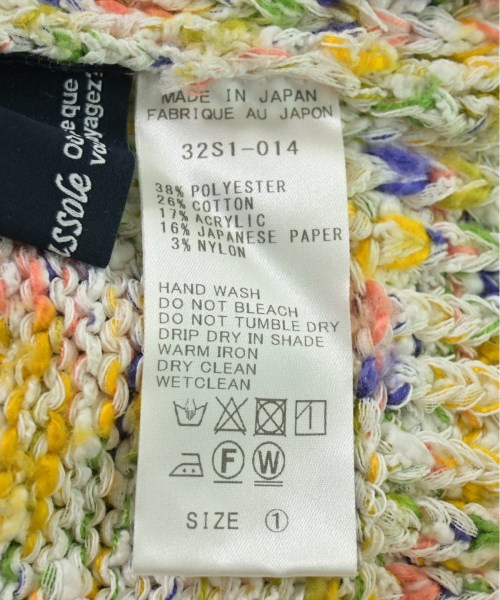 ssole
que
MADE IN JAPAN
FABRIQUE AU JAPON
32S1-014
38% POLYESTER
26% COTTON
17% ACRYLIC
16% JAPANESE PAPER
3% NYLON
HAND WASH
DO NOT BLEACH
DO NOT TUMBLE DRY
DRIP DRY IN SHADE
WARM IRON
DRY CLEAN
WETCLEAN
F W
SIZE ①